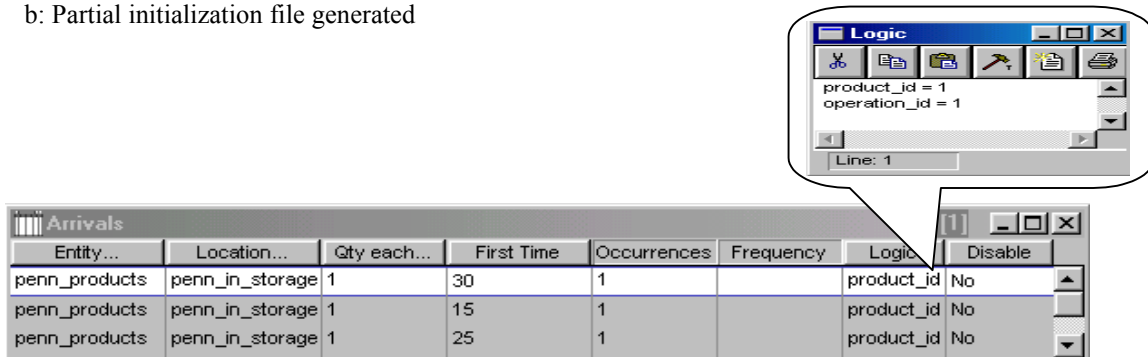 b: Partial initialization file generated
Logic
product_id = 1
operation_id = 1
Line: 1
Arrivals [1]
Entity... Location... Qty each... First Time Occurrences Frequency Logic Disable
penn_products penn_in_storage 1 30 1 product_id No
penn_products penn_in_storage 1 15 1 product_id No
penn_products penn_in_storage 1 25 1 product_id No